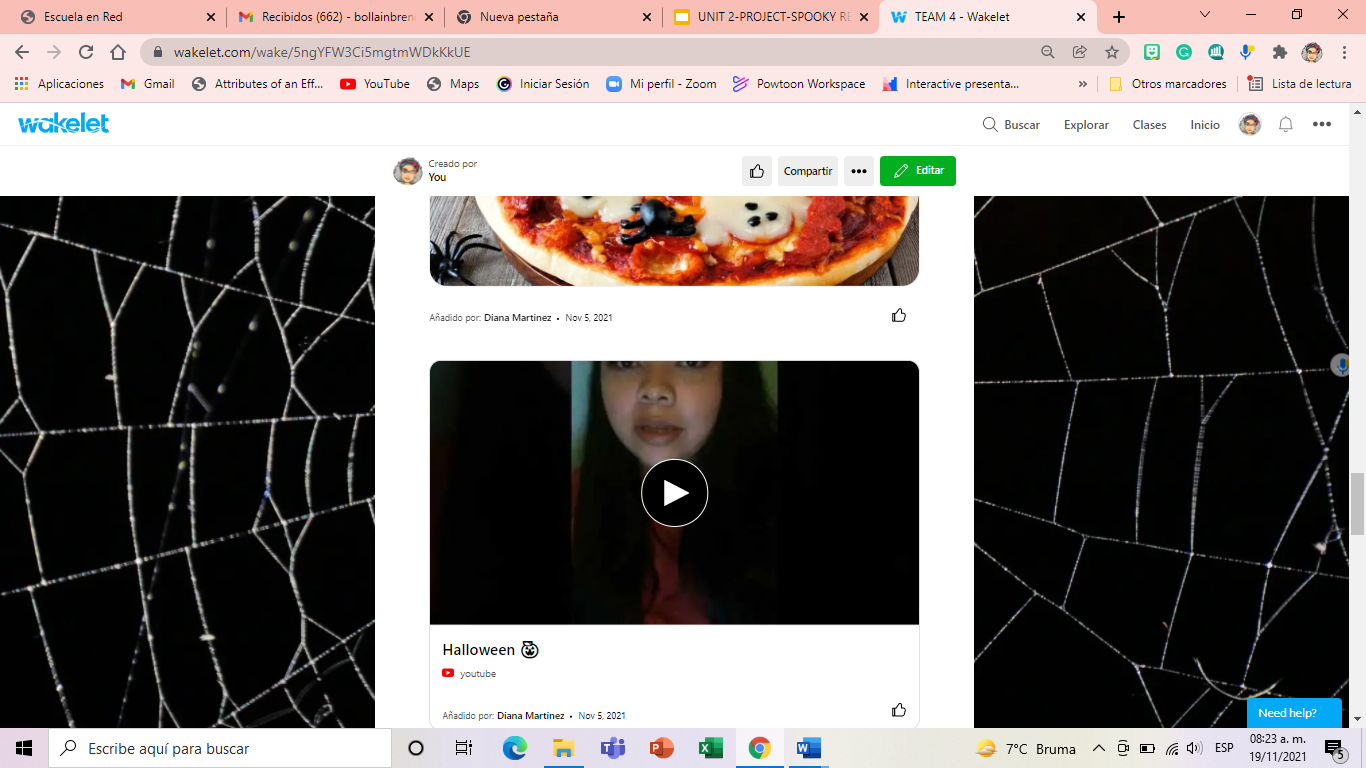 Escuela en Red
Recibidos (662) - bollainbren
Nueva pestaña
UNIT 2-PROJECT-SPOOKY RE
TEAM 4 - Wakelet
wakelet.com/wake/5ngYFW3Ci5mgtmWDkKkUE
Aplicaciones
Gmail
Attributes of an Eff...
YouTube
Maps
Iniciar Sesión
Mi perfil - Zoom
Powtoon Workspace
Interactive presenta...
»
Otros marcadores
Lista de lectura
wakelet
Buscar
Explorar
Clases
Inicio
Creado por
You
Compartir
Editar
Añadido por: Diana Martinez • Nov 5, 2021
Halloween
youtube
Añadido por: Diana Martinez • Nov 5, 2021
Need help?
Escribe aquí para buscar
7°C Bruma
ESP
08:23 a. m.
19/11/2021
5